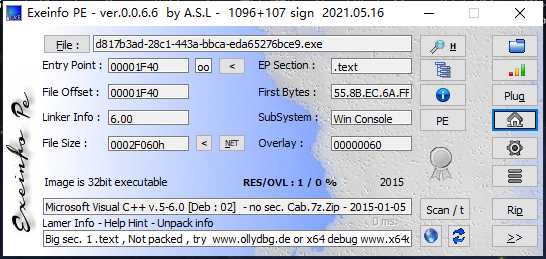 Exeinfo PE - ver.0.0.6.6 by A.S.L - 1096+107 sign 2021.05.16
File : d817b3ad-28c1-443a-bbca-eda65276bce9.exe H
Entry Point : 00001F40 oo < EP Section : .text
File Offset : 00001F40 First Bytes : 55.8B.EC.6A.FF Plug
Linker Info : 6.00 SubSystem : Win Console PE
File Size : 0002F060h < NET Overlay : 00000060
Image is 32bit executable RES/OVL : 1 / 0 % 2015
Microsoft Visual C++ v.5-6.0 [Deb : 02] - no sec. Cab.7z.Zip - 2015-01-05 Scan / t Rip
Lamer Info - Help Hint - Unpack info 0 ms.
Big sec. 1 .text , Not packed , try www.ollydbg.de or x64 debug www.x64 >>
Exeinfo Pe